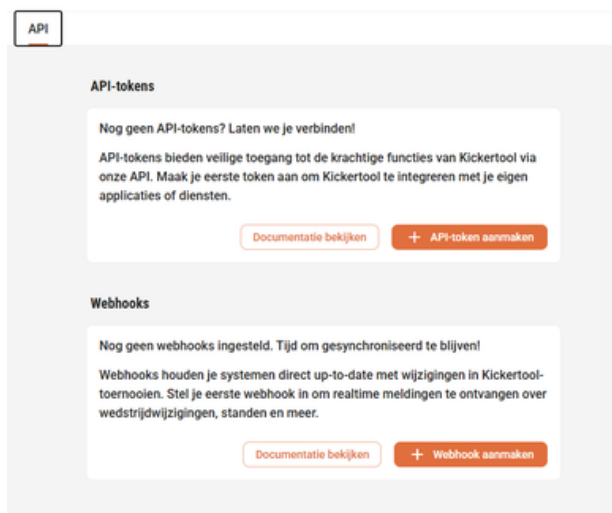 API
API-tokens
Nog geen API-tokens? Laten we je verbinden!
API-tokens bieden veilige toegang tot de krachtige functies van Kickertool via
onze API. Maak je eerste token aan om Kickertool te integreren met je eigen
applicaties of diensten.
Documentatie bekijken
+ API-token aanmaken
Webhooks
Nog geen webhooks ingesteld. Tijd om gesynchroniseerd te blijven!
Webhooks houden je systemen direct up-to-date met wijzigingen in Kickertool-
toernooien. Stel je eerste webhook in om realtime meldingen te ontvangen over
wedstrijdwijzigingen, standen en meer.
Documentatie bekijken
+ Webhook aanmaken